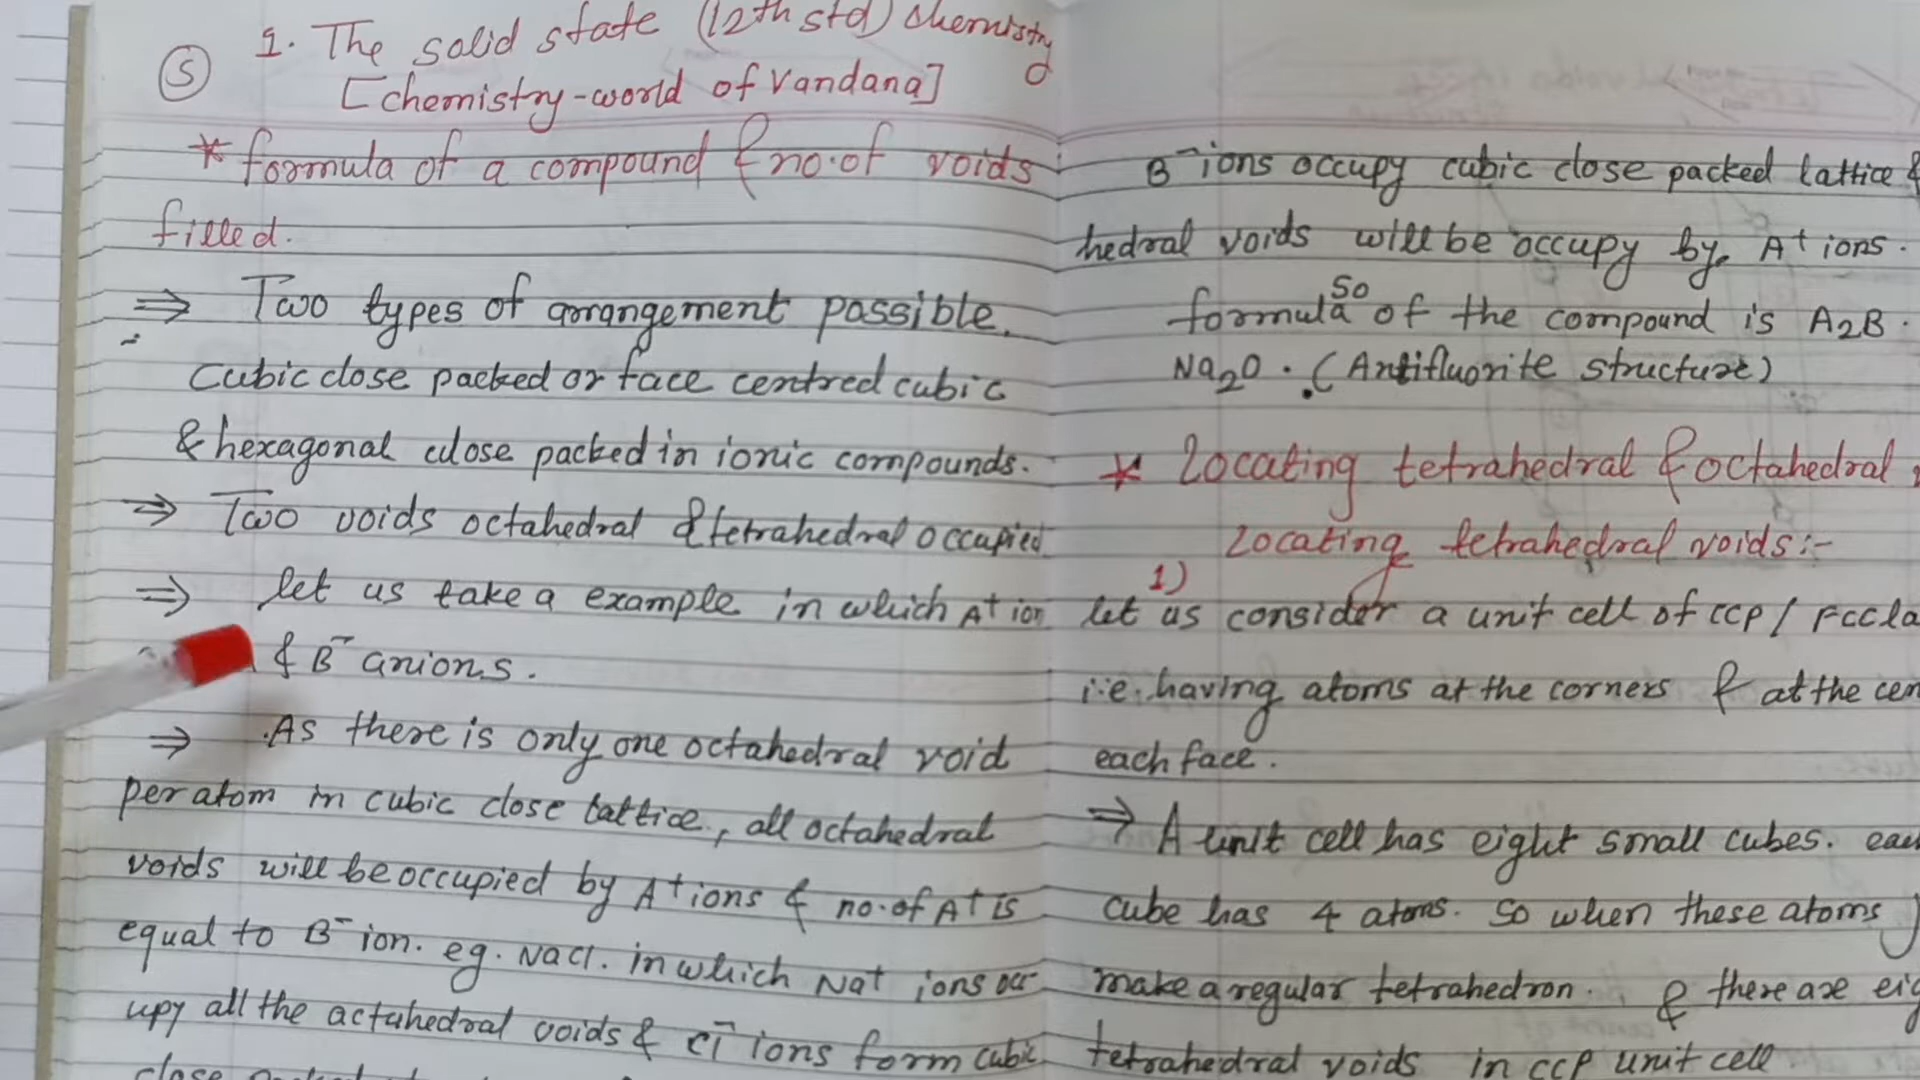 5
1. The solid state (12th std) chemistry
[chemistry-world of Vandana]
* formula of a compound & no. of voids
filled.
⇒ Two types of arrangement possible.
Cubic close packed or face centred cubic
& hexagonal close packed in ionic compounds.
⇒ Two voids octahedral & tetrahedral occupied
⇒ let us take a example in which A+ ion
& B- anions.
⇒ As there is only one octahedral void
per atom in cubic close lattice, all octahedral
voids will be occupied by A+ ions & no. of A+ is
equal to B- ion. eg. NaCl. in which Na+ ions occ
upy all the octahedral voids & Cl- ions form cubic
close packed
B- ions occupy cubic close packed lattice &
hedral voids will be occupy by A+ ions.
so
formula of the compound is A2B.
Na2O. (Antifluorite structure)
* Locating tetrahedral & octahedral
Locating tetrahedral voids:-
1)
let us consider a unit cell of CCP / FCC la
i.e. having atoms at the corners & at the cen
each face.
⇒ A unit cell has eight small cubes. eac
cube has 4 atoms. So when these atoms
make a regular tetrahedron. & there are eig
tetrahedral voids in CCP unit cell